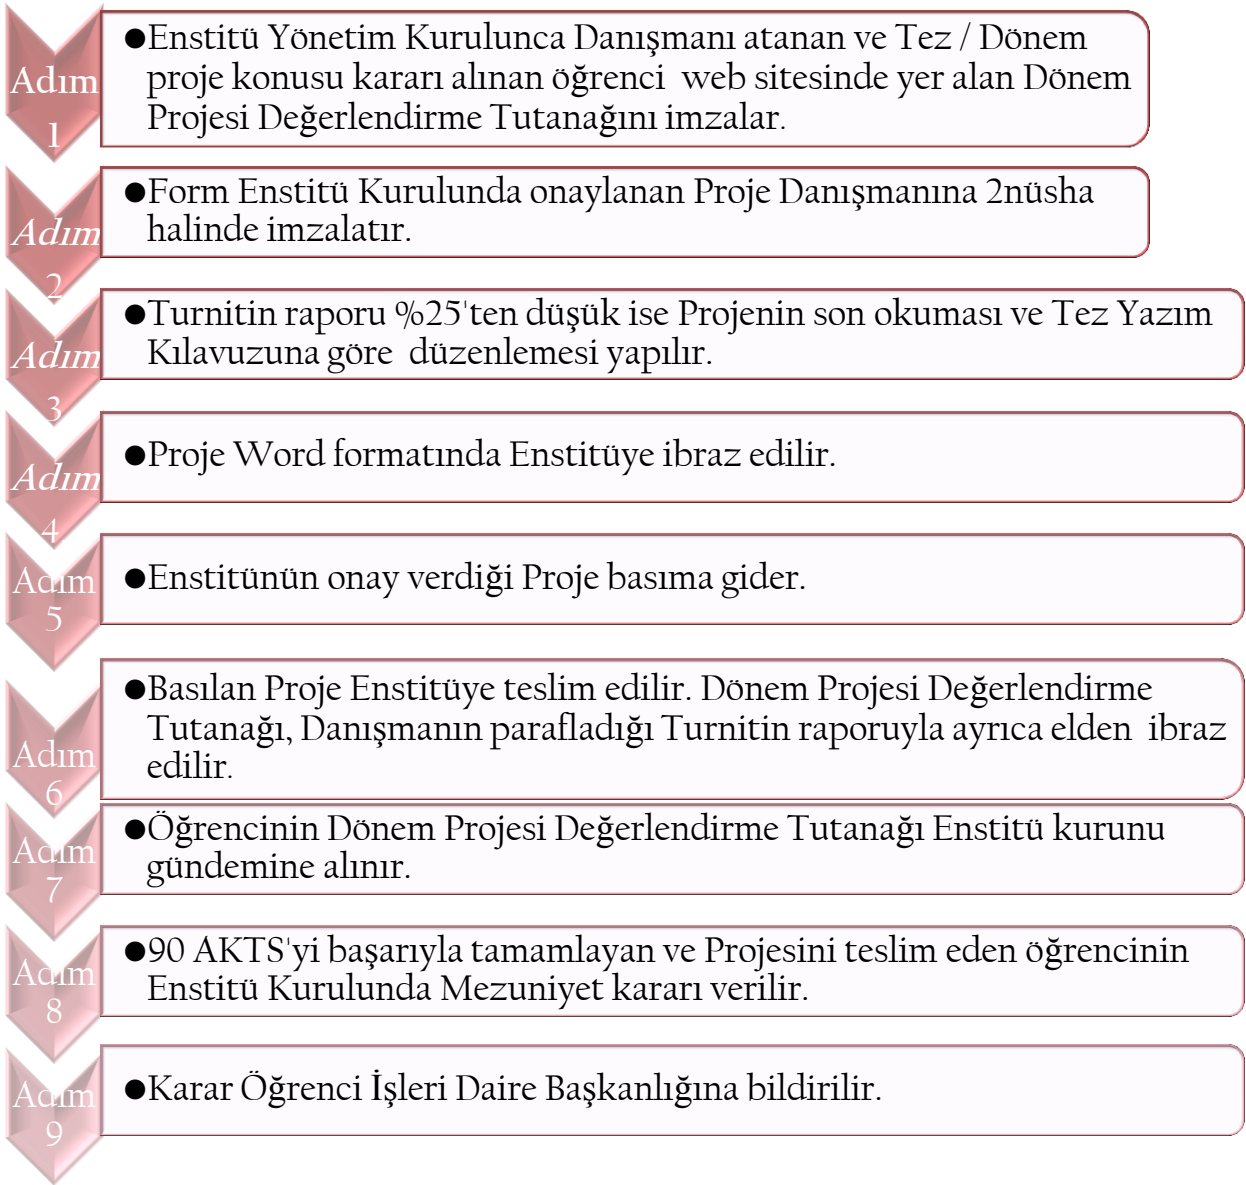 Adım
1
●Enstitü Yönetim Kurulunca Danışmanı atanan ve Tez / Dönem
proje konusu kararı alınan öğrenci  web sitesinde yer alan Dönem
Projesi Değerlendirme Tutanağını imzalar.
Adım
2
●Form Enstitü Kurulunda onaylanan Proje Danışmanına 2nüsha
halinde imzalatır.
Adım
3
●Turnitin raporu %25'ten düşük ise Projenin son okuması ve Tez Yazım
Kılavuzuna göre  düzenlemesi yapılır.
Adım
4
●Proje Word formatında Enstitüye ibraz edilir.
Adım
5
●Enstitünün onay verdiği Proje basıma gider.
Adım
6
●Basılan Proje Enstitüye teslim edilir. Dönem Projesi Değerlendirme
Tutanağı, Danışmanın parafladığı Turnitin raporuyla ayrıca elden  ibraz
edilir.
Adım
7
●Öğrencinin Dönem Projesi Değerlendirme Tutanağı Enstitü kurunu
gündemine alınır.
Adım
8
●90 AKTS'yi başarıyla tamamlayan ve Projesini teslim eden öğrencinin
Enstitü Kurulunda Mezuniyet kararı verilir.
Adım
9
●Karar Öğrenci İşleri Daire Başkanlığına bildirilir.